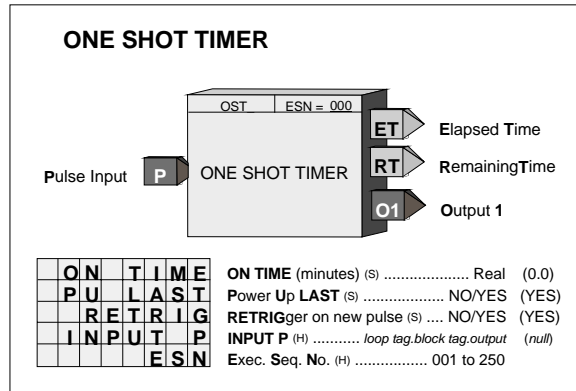 ONE SHOT TIMER
OST_ ESN = 000
ET Elapsed Time
Pulse Input P ONE SHOT TIMER RT RemainingTime
O1 Output 1
ON TIME ON TIME (minutes) (S) .................... Real (0.0)
PU LAST Power Up LAST (S) .................. NO/YES (YES)
RETRIG RETRIGger on new pulse (S) .... NO/YES (YES)
INPUT P INPUT P (H) ................ loop tag.block tag.output (null)
ESN Exec. Seq. No. (H) ................. 001 to 250